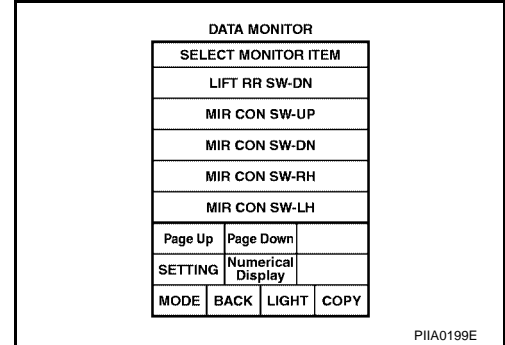 DATA MONITOR
SELECT MONITOR ITEM
LIFT RR SW-DN
MIR CON SW-UP
MIR CON SW-DN
MIR CON SW-RH
MIR CON SW-LH
Page Up Page Down
SETTING Numerical Display
MODE BACK LIGHT COPY
PIIA0199E